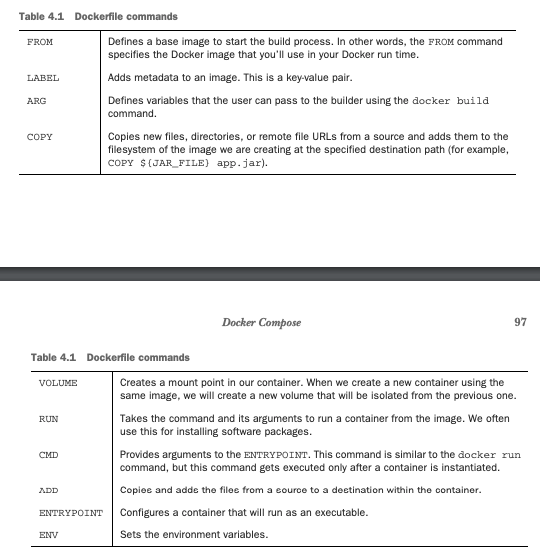 Table 4.1 Dockerfile commands
FROM Defines a base image to start the build process. In other words, the FROM command
specifies the Docker image that you'll use in your Docker run time.
LABEL Adds metadata to an image. This is a key-value pair.
ARG Defines variables that the user can pass to the builder using the docker build
command.
COPY Copies new files, directories, or remote file URLs from a source and adds them to the
filesystem of the image we are creating at the specified destination path (for example,
COPY ${JAR_FILE} app.jar).
Docker Compose 97
Table 4.1 Dockerfile commands
VOLUME Creates a mount point in our container. When we create a new container using the
same image, we will create a new volume that will be isolated from the previous one.
RUN Takes the command and its arguments to run a container from the image. We often
use this for installing software packages.
CMD Provides arguments to the ENTRYPOINT. This command is similar to the docker run
command, but this command gets executed only after a container is instantiated.
ADD Copies and adds the files from a source to a destination within the container.
ENTRYPOINT Configures a container that will run as an executable.
ENV Sets the environment variables.